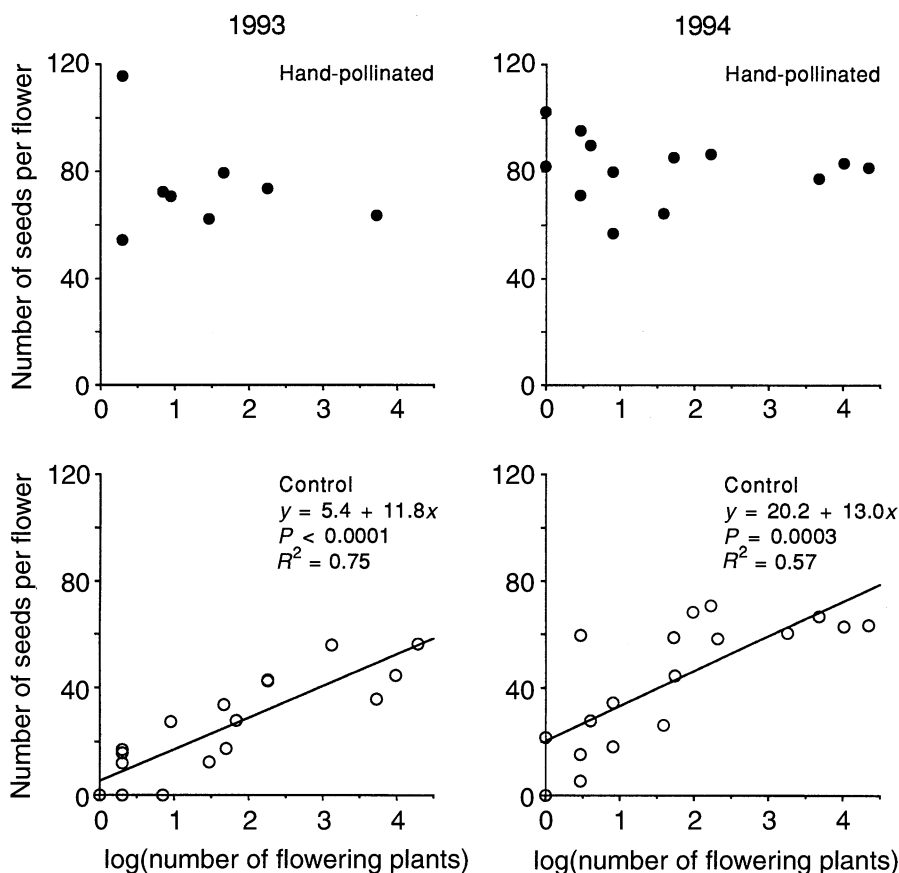 1993
1994
Number of seeds per flower
120
80
40
0
Hand-pollinated
0 1 2 3 4
120
80
40
0
Hand-pollinated
0 1 2 3 4
Number of seeds per flower
120
80
40
0
Control
y = 5.4 + 11.8x
P < 0.0001
R² = 0.75
0 1 2 3 4
log(number of flowering plants)
120
80
40
0
Control
y = 20.2 + 13.0x
P = 0.0003
R² = 0.57
0 1 2 3 4
log(number of flowering plants)